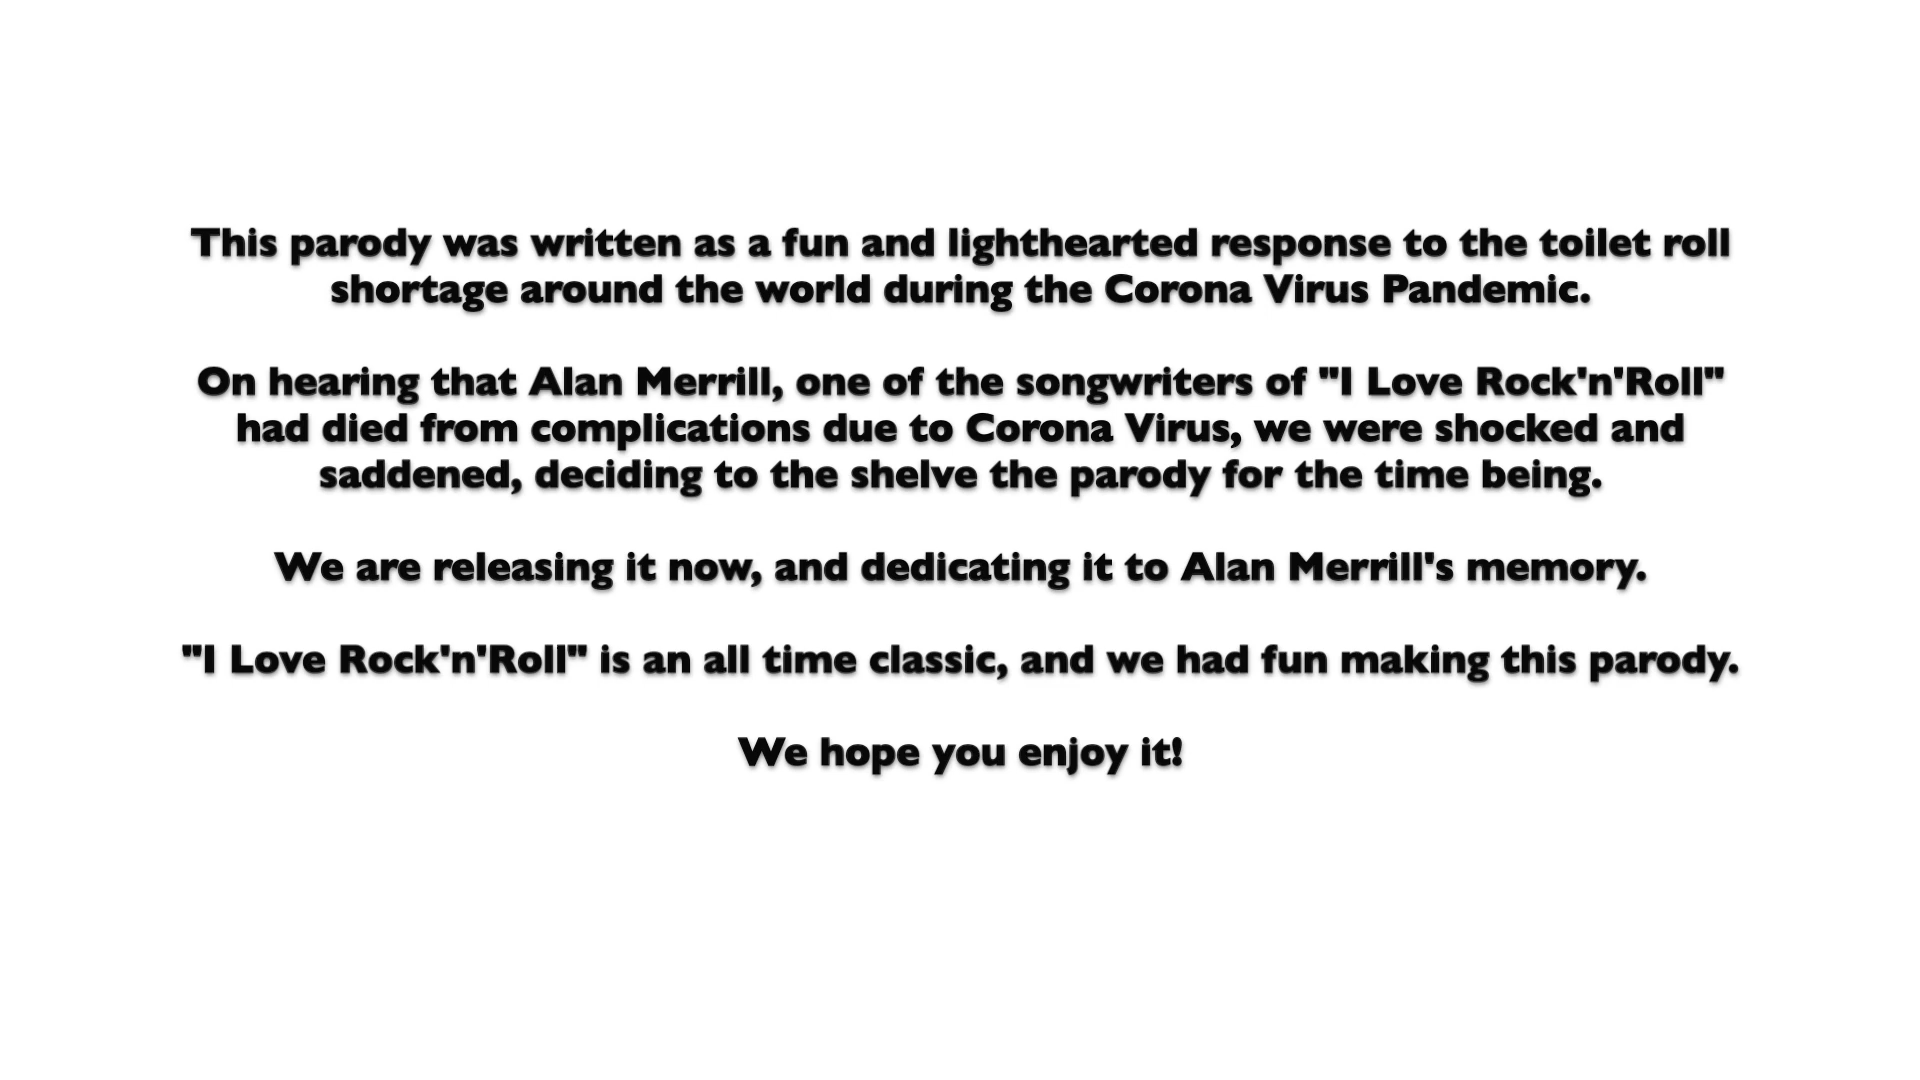 This parody was written as a fun and lighthearted response to the toilet roll
shortage around the world during the Corona Virus Pandemic.
On hearing that Alan Merrill, one of the songwriters of "I Love Rock'n'Roll"
had died from complications due to Corona Virus, we were shocked and
saddened, deciding to the shelve the parody for the time being.
We are releasing it now, and dedicating it to Alan Merrill's memory.
"I Love Rock'n'Roll" is an all time classic, and we had fun making this parody.
We hope you enjoy it!